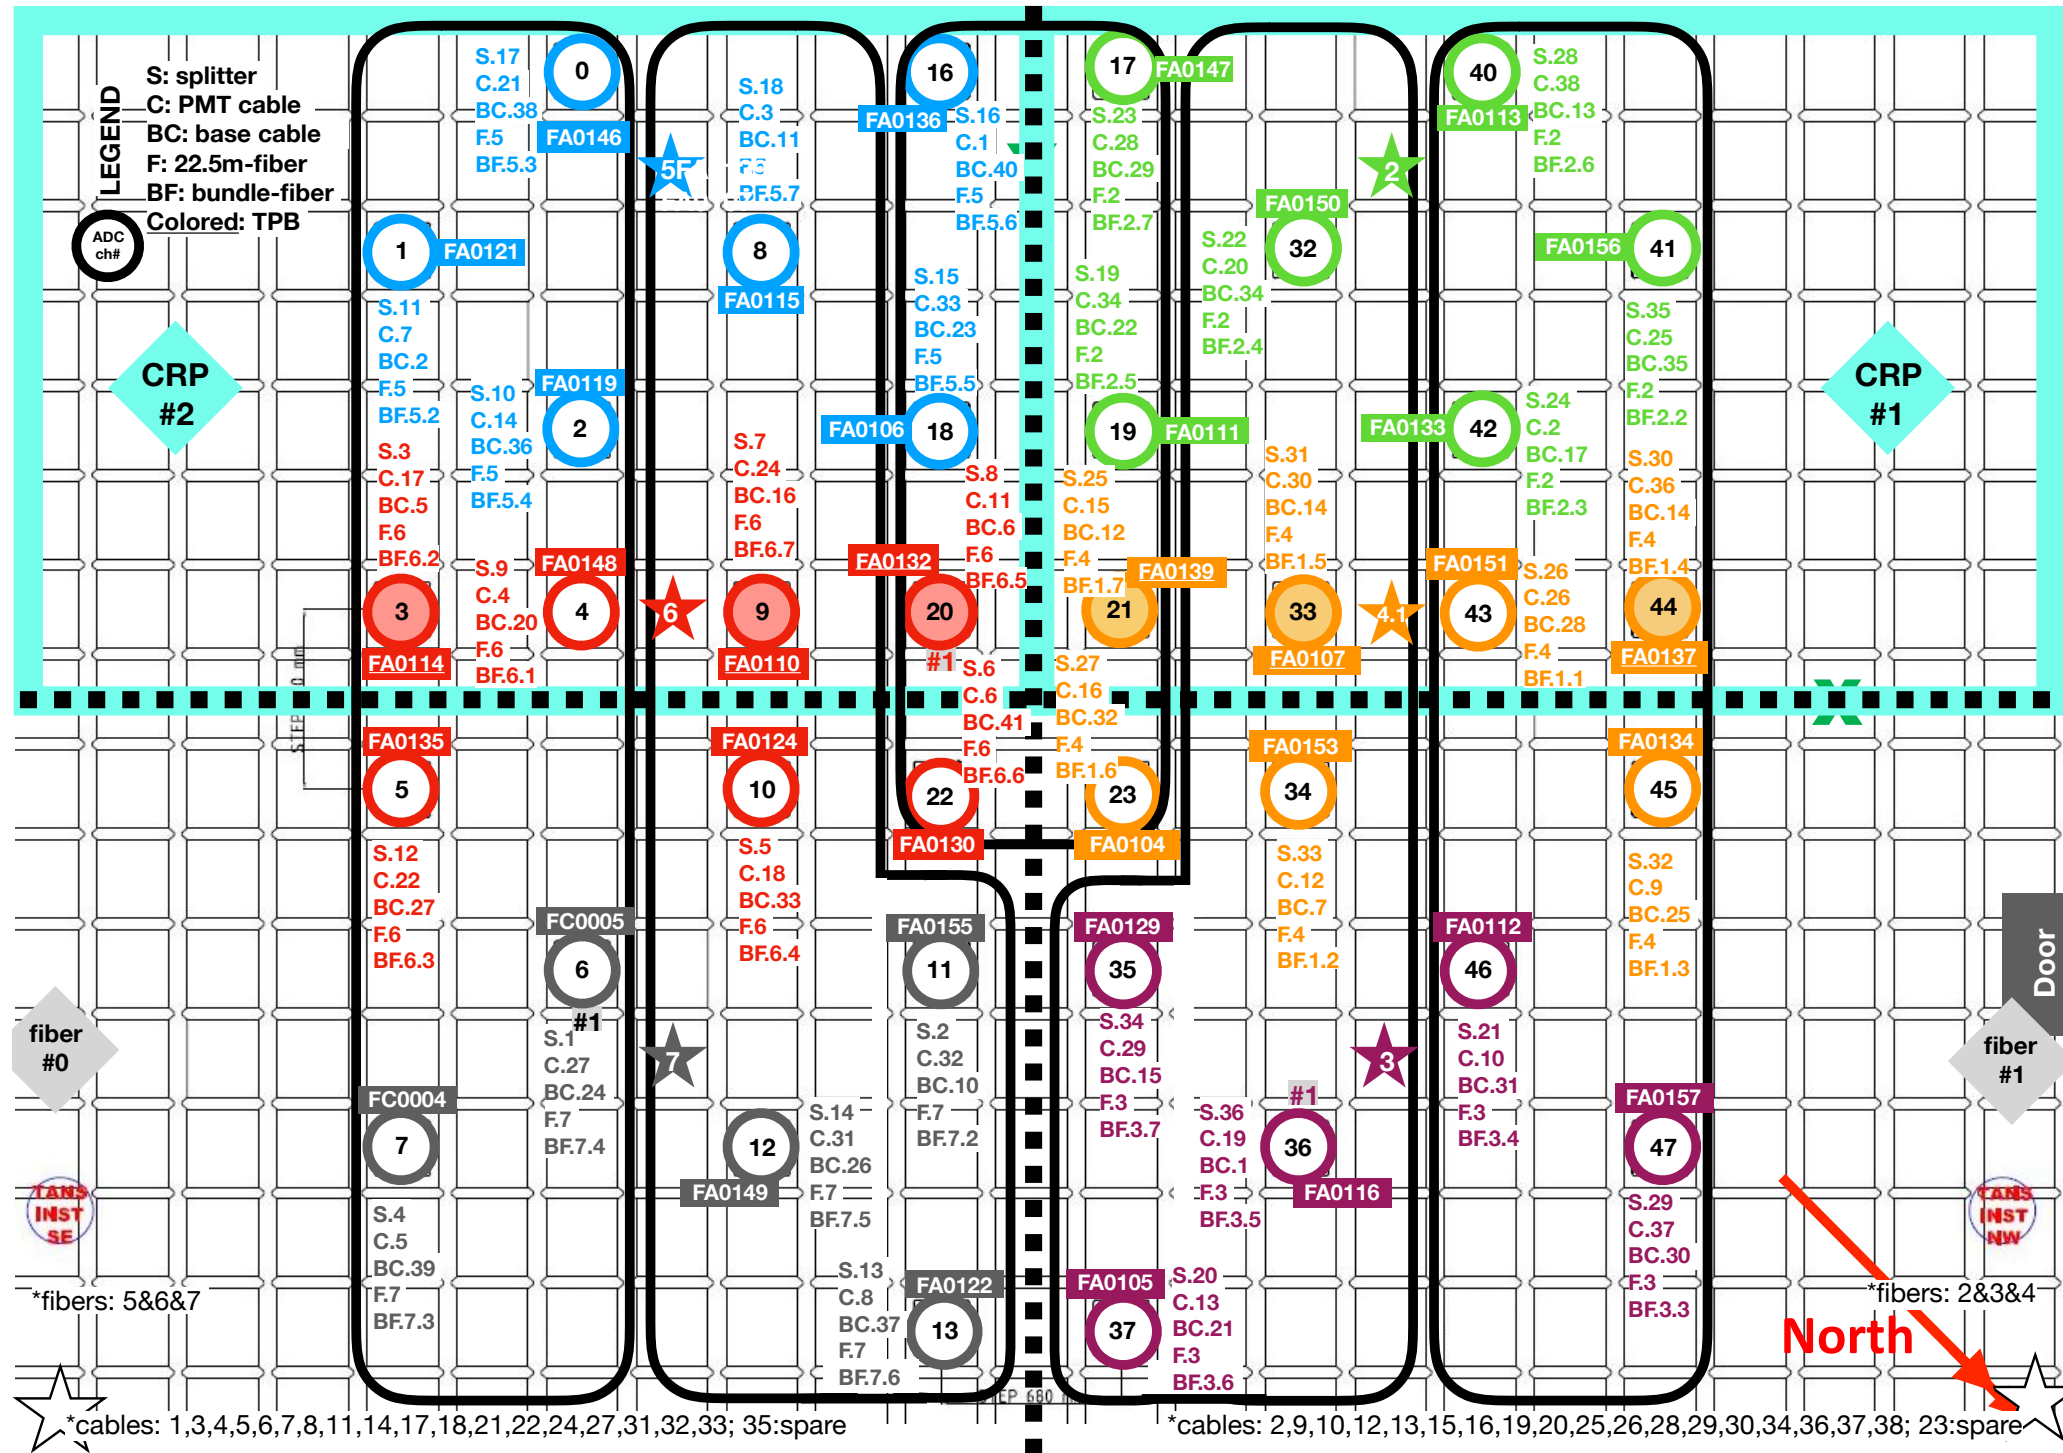 LEGEND
S: splitter
C: PMT cable
BC: base cable
F: 22.5m-fiber
BF: bundle-fiber
Colored: TPB
ADC
ch#
S.17
C.21
BC.38
F.5
BF.5.3
0
FA0146
S.18
C.3
BC.11
BF.5.7
16
FA0136
S.16
C.1
BC.40
F.5
BF.5.6
17
FA0147
S.23
C.28
BC.29
F.2
BF.2.7
40
FA0113
S.28
C.38
BC.13
F.2
BF.2.6
2
1
FA0121
S.11
C.7
BC.2
F.5
BF.5.2
8
FA0115
S.15
C.33
BC.23
F.5
BF.5.5
S.19
C.34
BC.22
F.2
BF.2.5
FA0150
32
S.22
C.20
BC.34
F.2
BF.2.4
FA0156
41
S.35
C.25
BC.35
F.2
BF.2.2
CRP
#2
CRP
#1
FA0119
2
S.10
C.14
BC.36
F.5
BF.5.4
FA0106
18
19
FA0111
FA0133
42
S.24
C.2
BC.17
F.2
BF.2.3
S.3
C.17
BC.5
F.6
BF.6.2
3
FA0114
S.9
C.4
BC.20
F.6
BF.6.1
FA0148
4
6
S.7
C.24
BC.16
F.6
BF.6.7
9
FA0110
S.8
C.11
BC.6
F.6
BF.6.5
FA0132
20
#1
S.25
C.15
BC.12
F.4
BF.1.7
FA0139
21
S.31
C.30
BC.14
F.4
BF.1.5
33
FA0107
4.1
FA0151
43
S.26
C.26
BC.28
F.4
BF.1.1
S.30
C.36
BC.14
F.4
BF.1.4
44
FA0137
FA0135
5
S.12
C.22
BC.27
F.6
BF.6.3
FA0124
10
S.5
C.18
BC.33
F.6
BF.6.4
S.6
C.6
BC.41
F.6
BF.6.6
22
FA0130
S.27
C.16
BC.32
F.4
BF.1.6
23
FA0104
FA0153
34
S.33
C.12
BC.7
F.4
BF.1.2
FA0134
45
S.32
C.9
BC.25
F.4
BF.1.3
Door
fiber
#0
fiber
#1
FC0005
6
#1
S.1
C.27
BC.24
F.7
BF.7.4
7
FA0155
11
S.2
C.32
BC.10
F.7
BF.7.2
FA0129
35
S.34
C.29
BC.15
F.3
BF.3.7
3
FA0112
46
S.21
C.10
BC.31
F.3
BF.3.4
FC0004
7
S.4
C.5
BC.39
F.7
BF.7.3
12
FA0149
S.14
C.31
BC.26
F.7
BF.7.5
#1
36
FA0116
S.36
C.19
BC.1
F.3
BF.3.5
FA0157
47
S.29
C.37
BC.30
F.3
BF.3.3
TANS
INST
SE
TANS
INST
NW
S.13
C.8
BC.37
F.7
BF.7.6
FA0122
13
FA0105
37
S.20
C.13
BC.21
F.3
BF.3.6
*fibers: 5&6&7
*fibers: 2&3&4
North
*cables: 1,3,4,5,6,7,8,11,14,17,18,21,22,24,27,31,32,33; 35:spare
*cables: 2,9,10,12,13,15,16,19,20,25,26,28,29,30,34,36,37,38; 23:spare